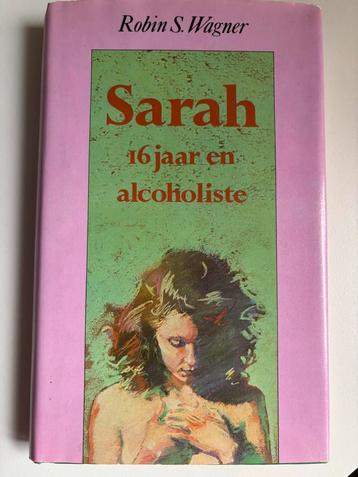 Robin S. Wagner
Sarah
16 jaar en
alcoholiste